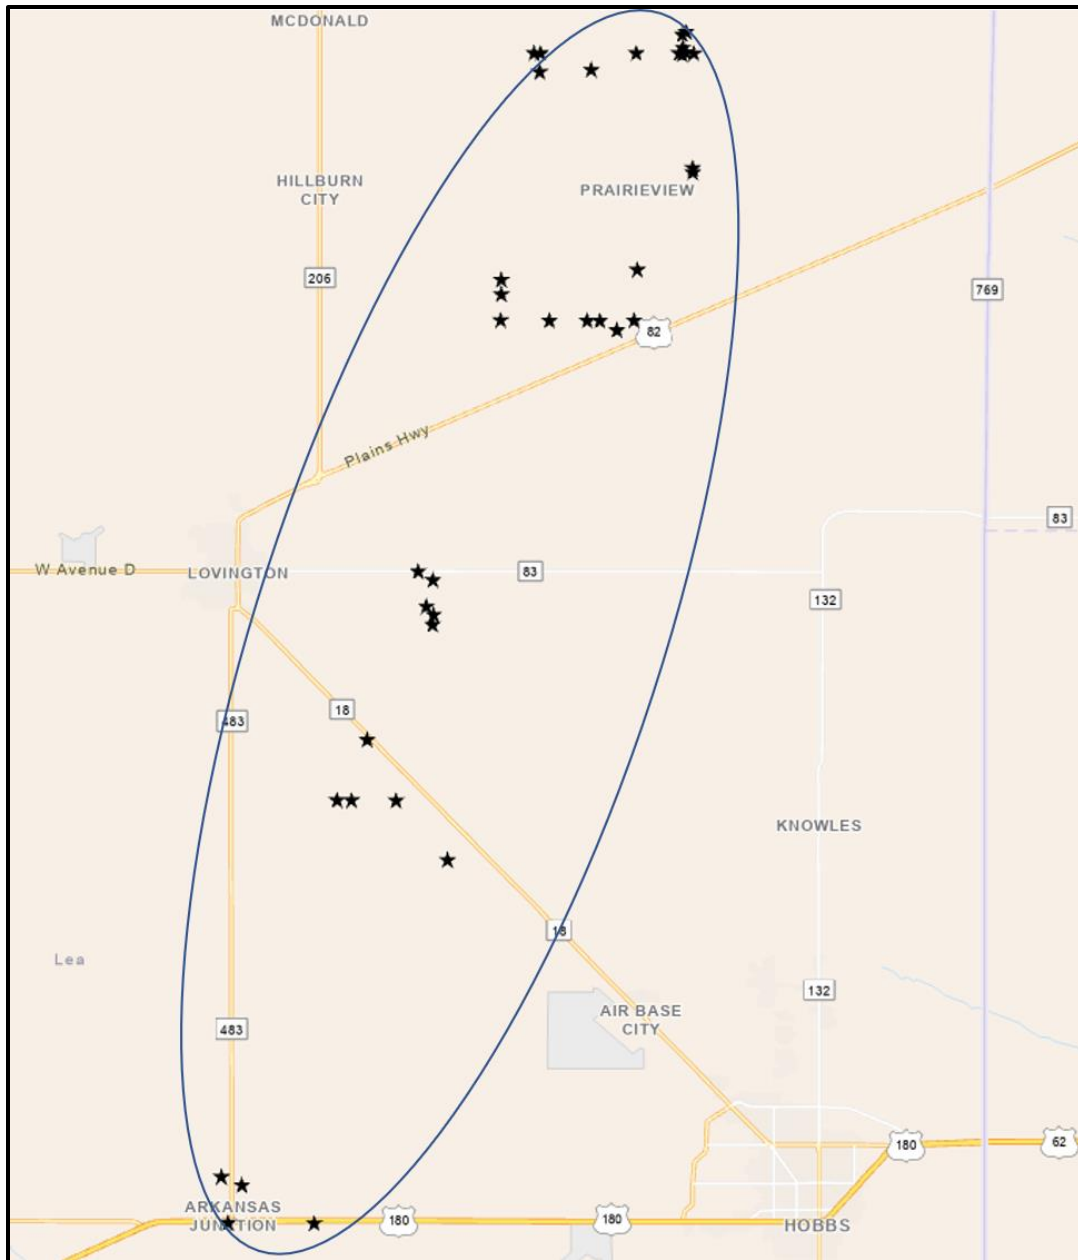 MCDONALD
HILLBURN
CITY
PRAIRIEVIEW
206
769
82
Plains Hwy
83
W Avenue D
LOVINGTON
83
132
18
483
KNOWLES
18
Lea
132
AIR BASE
CITY
483
180
62
ARKANSAS
JUNCTION
180
180
HOBBS